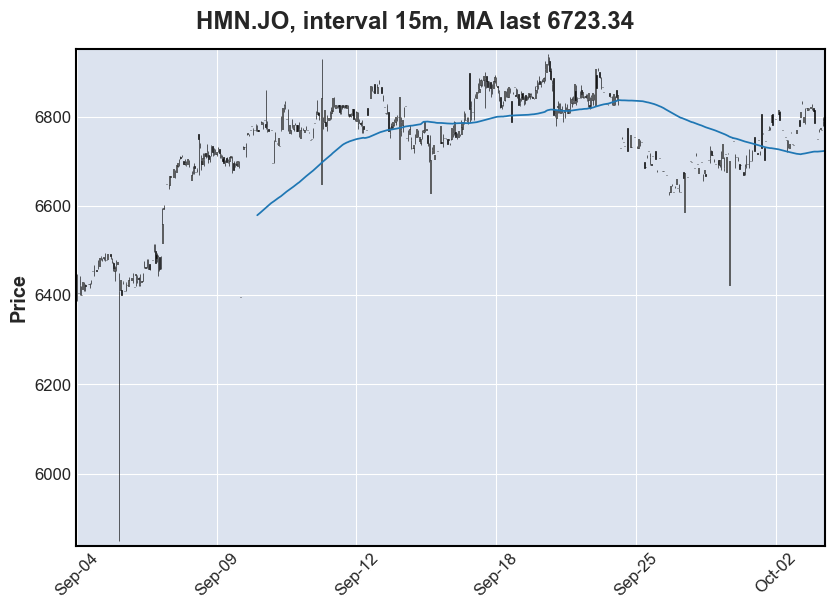 HMN.JO, interval 15m, MA last 6723.34
Price
6800
6600
6400
6200
6000
Sep-04
Sep-09
Sep-12
Sep-18
Sep-25
Oct-02